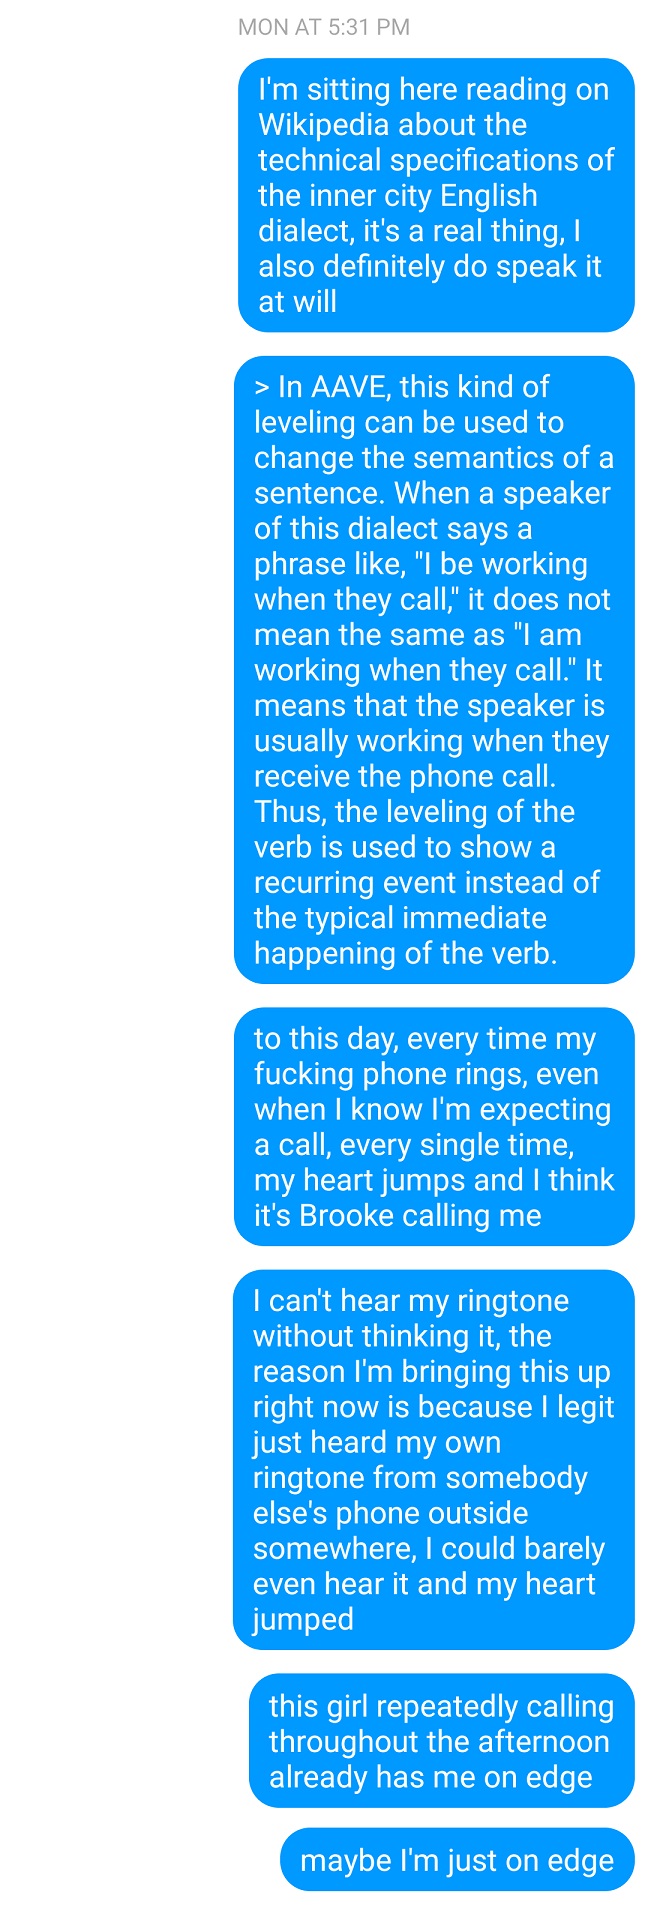 MON AT 5:31 PM
I'm sitting here reading on
Wikipedia about the
technical specifications of
the inner city English
dialect, it's a real thing, I
also definitely do speak it
at will
> In AAVE, this kind of
leveling can be used to
change the semantics of a
sentence. When a speaker
of this dialect says a
phrase like, "I be working
when they call," it does not
mean the same as "I am
working when they call." It
means that the speaker is
usually working when they
receive the phone call.
Thus, the leveling of the
verb is used to show a
recurring event instead of
the typical immediate
happening of the verb.
to this day, every time my
fucking phone rings, even
when I know I'm expecting
a call, every single time,
my heart jumps and I think
it's Brooke calling me
I can't hear my ringtone
without thinking it, the
reason I'm bringing this up
right now is because I legit
just heard my own
ringtone from somebody
else's phone outside
somewhere, I could barely
even hear it and my heart
jumped
this girl repeatedly calling
throughout the afternoon
already has me on edge
maybe I'm just on edge